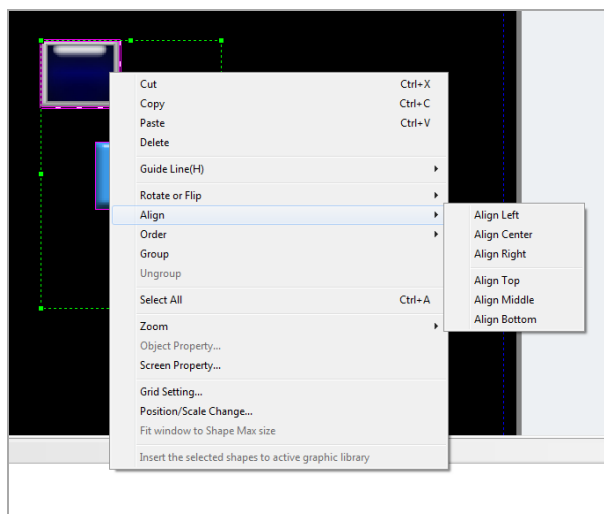 Cut Ctrl+X
Copy Ctrl+C
Paste Ctrl+V
Delete
Guide Line(H)
Rotate or Flip
Align
Order
Group
Ungroup
Select All Ctrl+A
Zoom
Object Property...
Screen Property...
Grid Setting...
Position/Scale Change...
Fit window to Shape Max size
Insert the selected shapes to active graphic library
Align Left
Align Center
Align Right
Align Top
Align Middle
Align Bottom